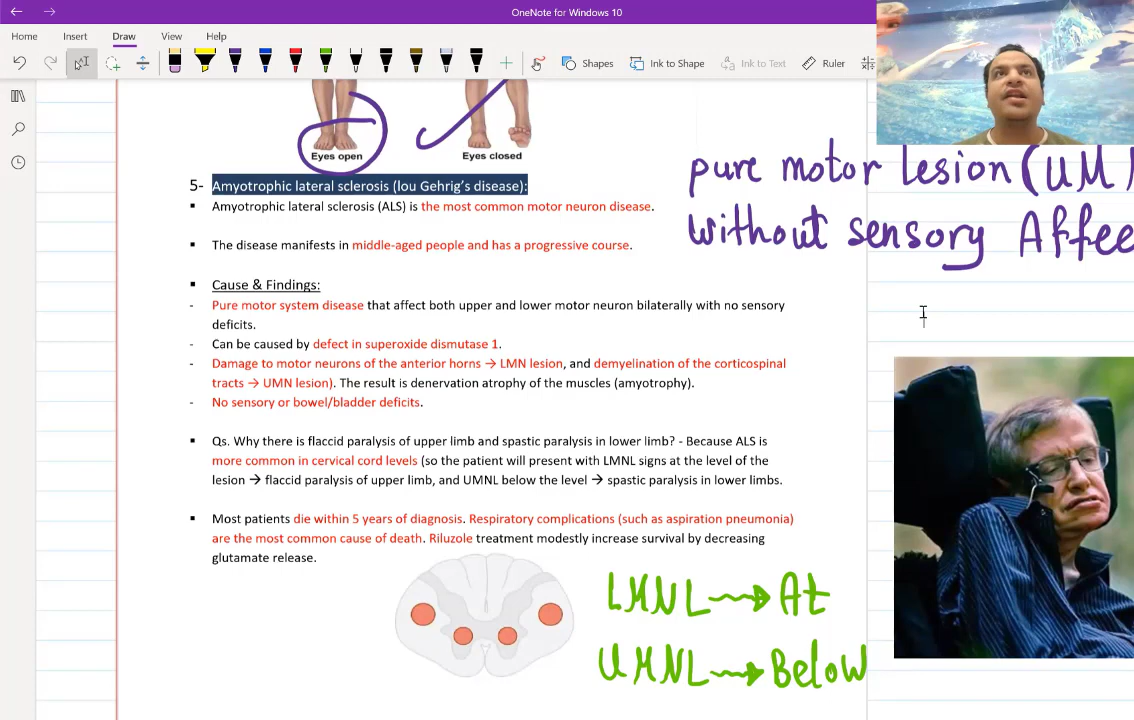 OneNote for Windows 10
Home Insert Draw View Help
Shapes Ink to Shape Ink to Text Ruler
Eyes open Eyes closed
5- Amyotrophic lateral sclerosis (lou Gehrig's disease):
▪ Amyotrophic lateral sclerosis (ALS) is the most common motor neuron disease.
▪ The disease manifests in middle-aged people and has a progressive course.
▪ Cause & Findings:
- Pure motor system disease that affect both upper and lower motor neuron bilaterally with no sensory
deficits.
- Can be caused by defect in superoxide dismutase 1.
- Damage to motor neurons of the anterior horns → LMN lesion, and demyelination of the corticospinal
tracts → UMN lesion). The result is denervation atrophy of the muscles (amyotrophy).
- No sensory or bowel/bladder deficits.
▪ Qs. Why there is flaccid paralysis of upper limb and spastic paralysis in lower limb? - Because ALS is
more common in cervical cord levels (so the patient will present with LMNL signs at the level of the
lesion → flaccid paralysis of upper limb, and UMNL below the level → spastic paralysis in lower limbs.
▪ Most patients die within 5 years of diagnosis. Respiratory complications (such as aspiration pneumonia)
are the most common cause of death. Riluzole treatment modestly increase survival by decreasing
glutamate release.
pure motor lesion (UM
without sensory Affec
LMNL → At
UMNL → Below